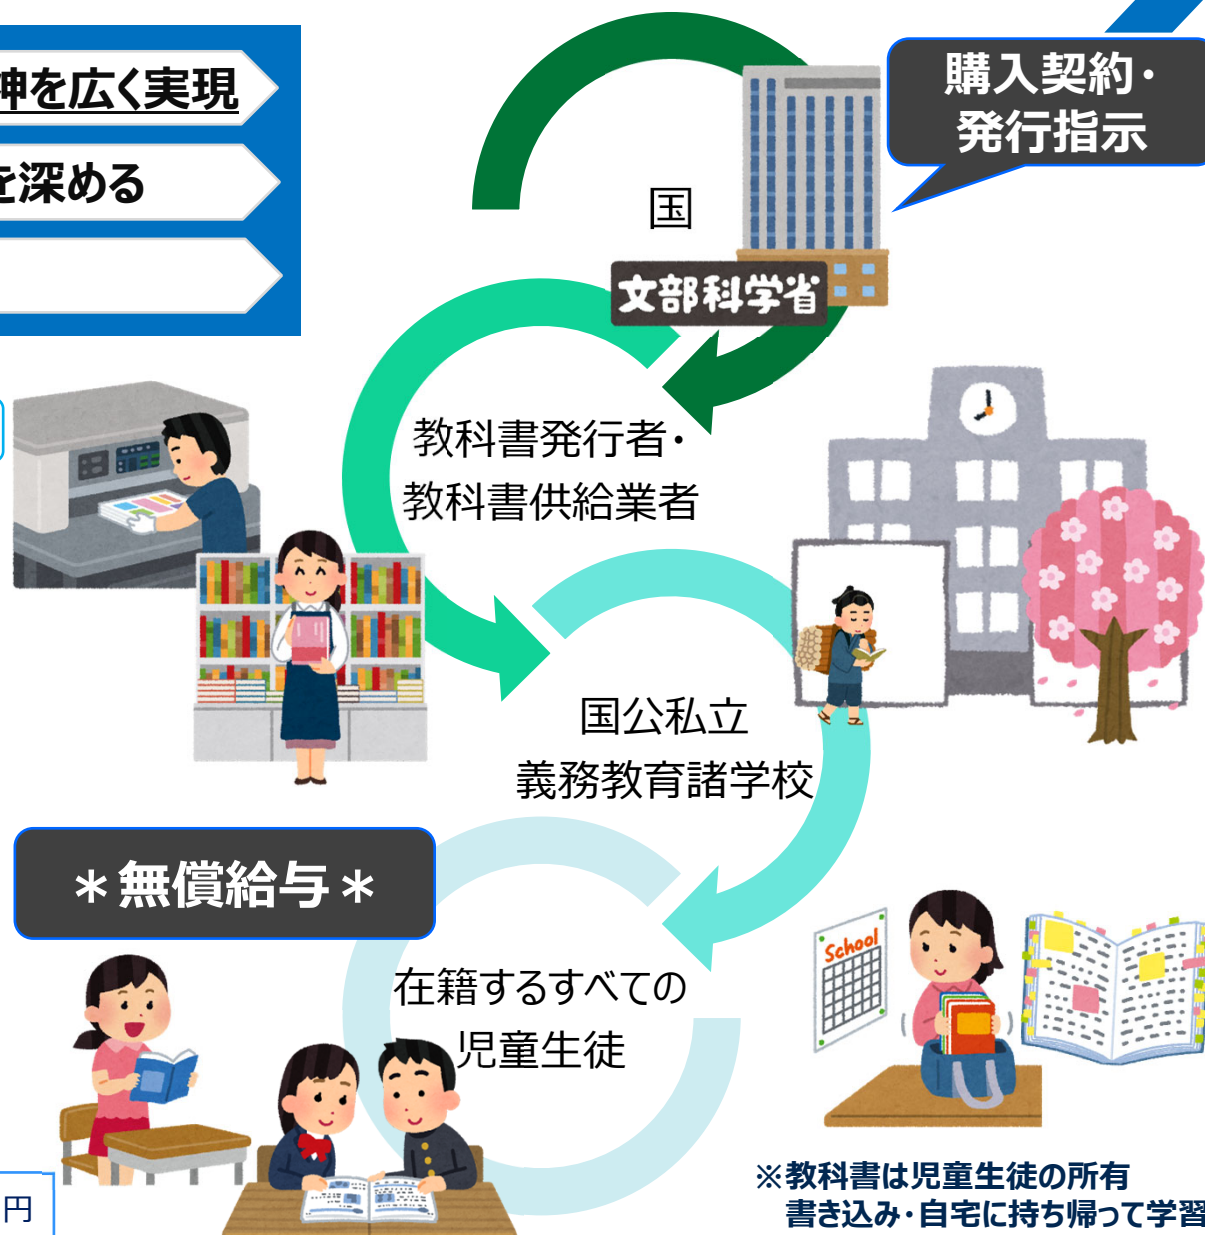 神を広く実現
を深める
購入契約・
発行指示
国
文部科学省
教科書発行者・
教科書供給業者
国公私立
義務教育諸学校
＊無償給与＊
School
在籍するすべての
児童生徒
※教科書は児童生徒の所有
書き込み・自宅に持ち帰って学習
円